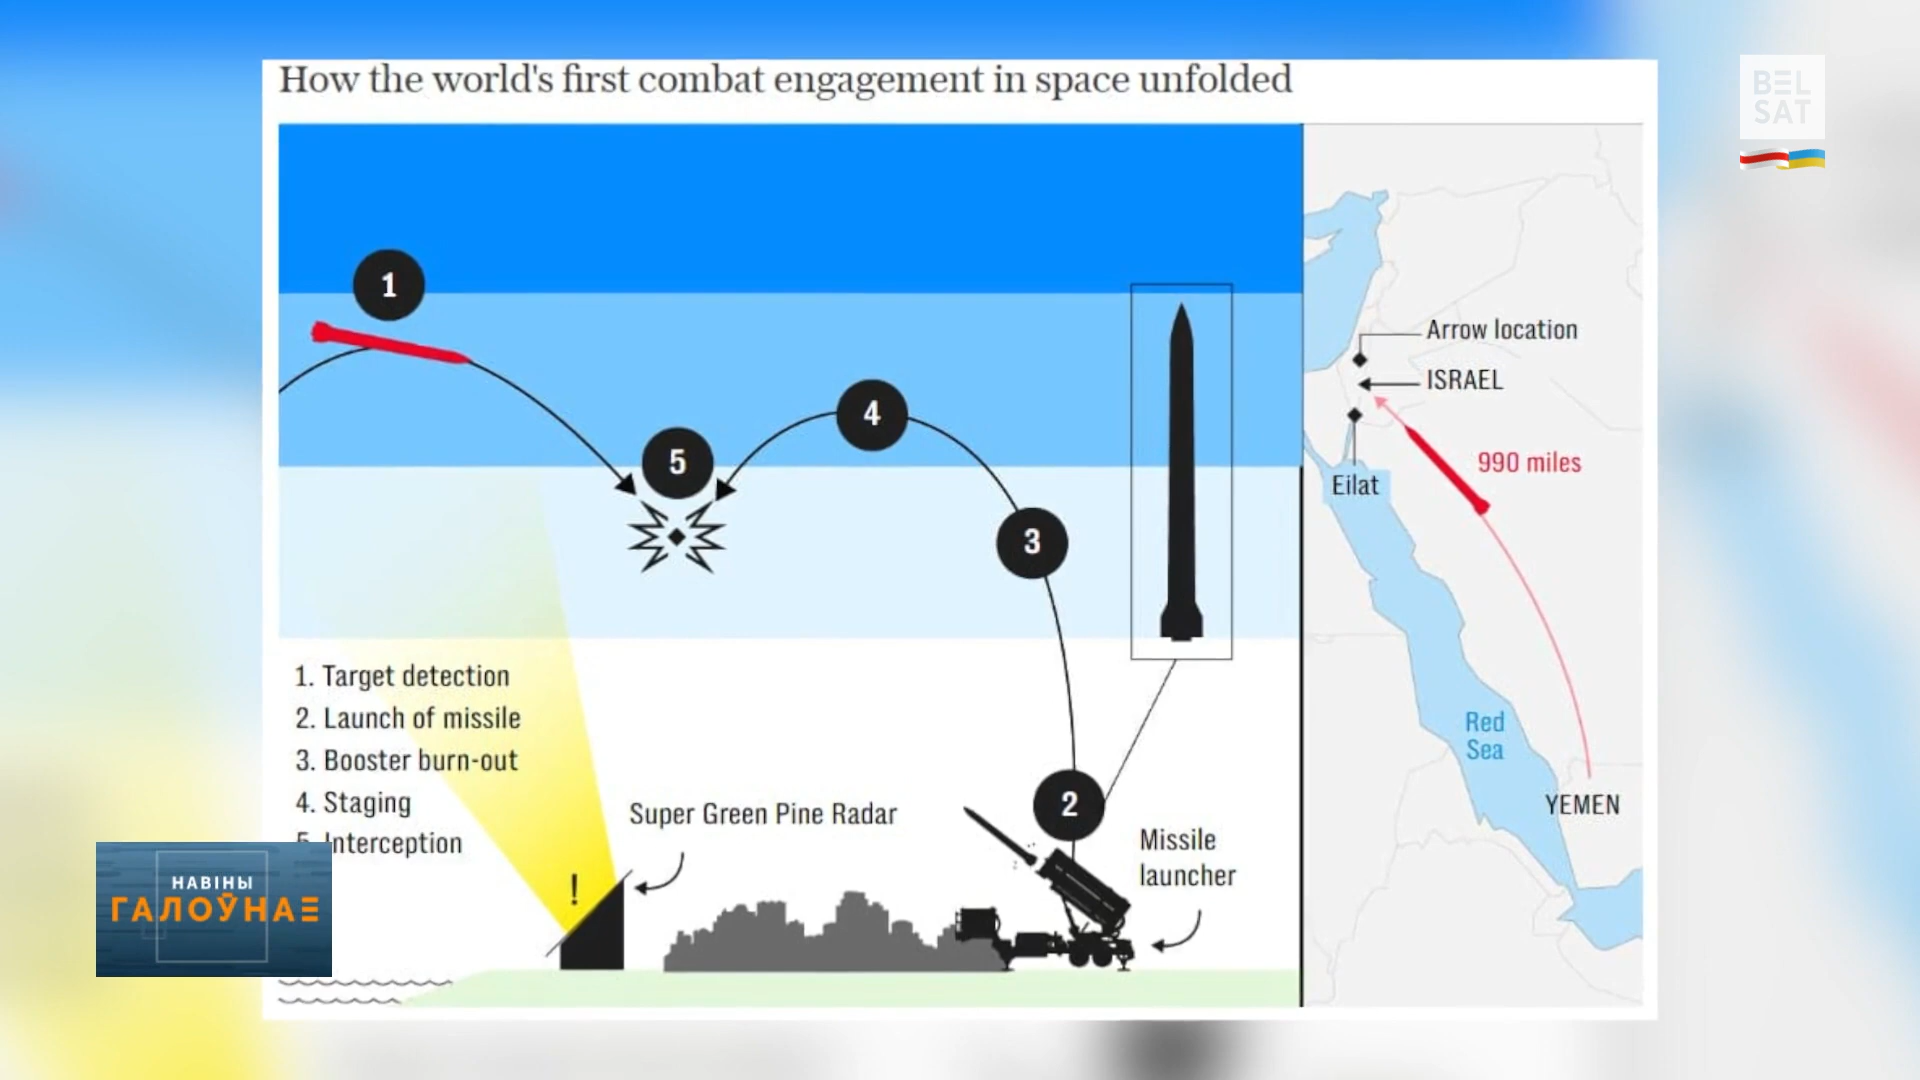 How the world's first combat engagement in space unfolded
BEL
SAT
1
5
4
3
2
1. Target detection
2. Launch of missile
3. Booster burn-out
4. Staging
5. Interception
Super Green Pine Radar
!
Missile
launcher
Arrow location
ISRAEL
990 miles
Eilat
Red
Sea
YEMEN
НАВІНЫ
ГАЛОЎНАЕ